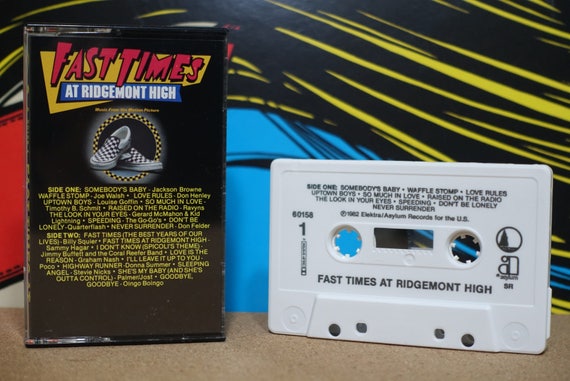 FAST TIMES
AT RIDGEMONT HIGH
Music From the Motion Picture
SIDE ONE: SOMEBODY'S BABY - Jackson Browne
WAFFLE STOMP - Joe Walsh • LOVE RULES - Don Henley
UPTOWN BOYS - Louise Goffin • SO MUCH IN LOVE -
Timothy B. Schmit • RAISED ON THE RADIO - Ravyns
THE LOOK IN YOUR EYES - Gerard McMahon & Kid
Lightning • SPEEDING - The Go-Go's • DON'T BE
LONELY - Quarterflash • NEVER SURRENDER - Don Felder
SIDE TWO: FAST TIMES (THE BEST YEARS OF OUR
LIVES) - Billy Squier • FAST TIMES AT RIDGEMONT HIGH -
Sammy Hagar • I DON'T KNOW (SPICOLI'S THEME) -
Jimmy Buffett and the Coral Reefer Band • LOVE IS THE
REASON - Graham Nash • I'LL LEAVE IT UP TO YOU -
Poco • HIGHWAY RUNNER - Donna Summer • SLEEPING
ANGEL - Stevie Nicks • SHE'S MY BABY (AND SHE'S
OUTTA CONTROL) - Palmer/Jost • GOODBYE,
GOODBYE - Oingo Boingo
SIDE ONE: SOMEBODY'S BABY • WAFFLE STOMP • LOVE RULES
UPTOWN BOYS • SO MUCH IN LOVE • RAISED ON THE RADIO
THE LOOK IN YOUR EYES • SPEEDING • DON'T BE LONELY
NEVER SURRENDER
60158
℗1982 Elektra/Asylum Records for the U.S.
1
asylum
SR
FAST TIMES AT RIDGEMONT HIGH